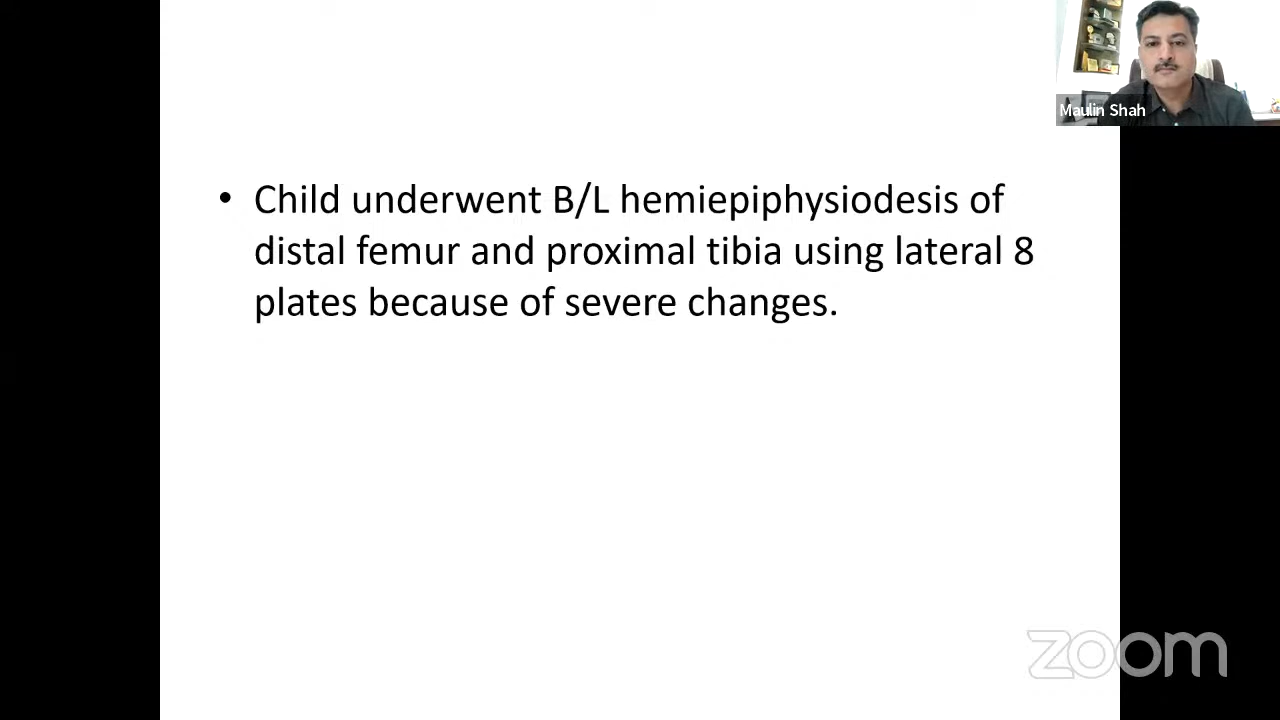 Maulin Shah
• Child underwent B/L hemiepiphysiodesis of
distal femur and proximal tibia using lateral 8
plates because of severe changes.
zoom